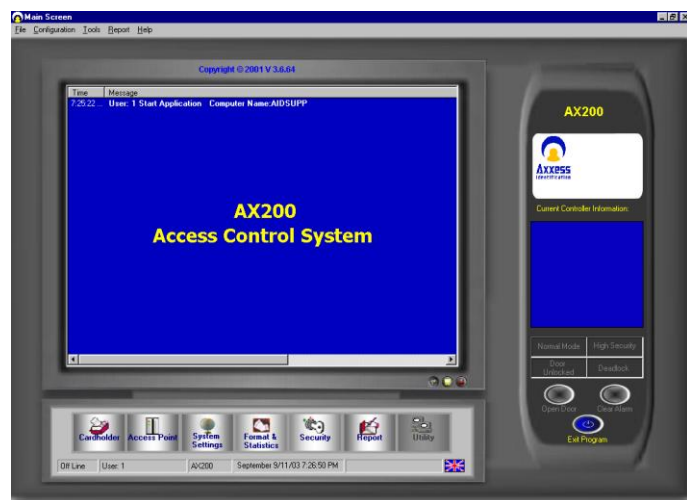 Main Screen
File Configuration Tools Report Help
Copyright © 2001 V 3.6.64
Time Message
7:25:22 ... User: 1 Start Application Computer Name:AIDSUPP
AX200
Access Control System
AX200
Axxess
Identification
Current Controller Information:
Normal Mode High Security
Door Unlocked Deadlock
Open Door Clear Alarm
Exit Program
Cardholder Access Point System Settings Format & Statistics Security Report Utility
Off Line User: 1 AX200 September 9/11/03 7:26:50 PM